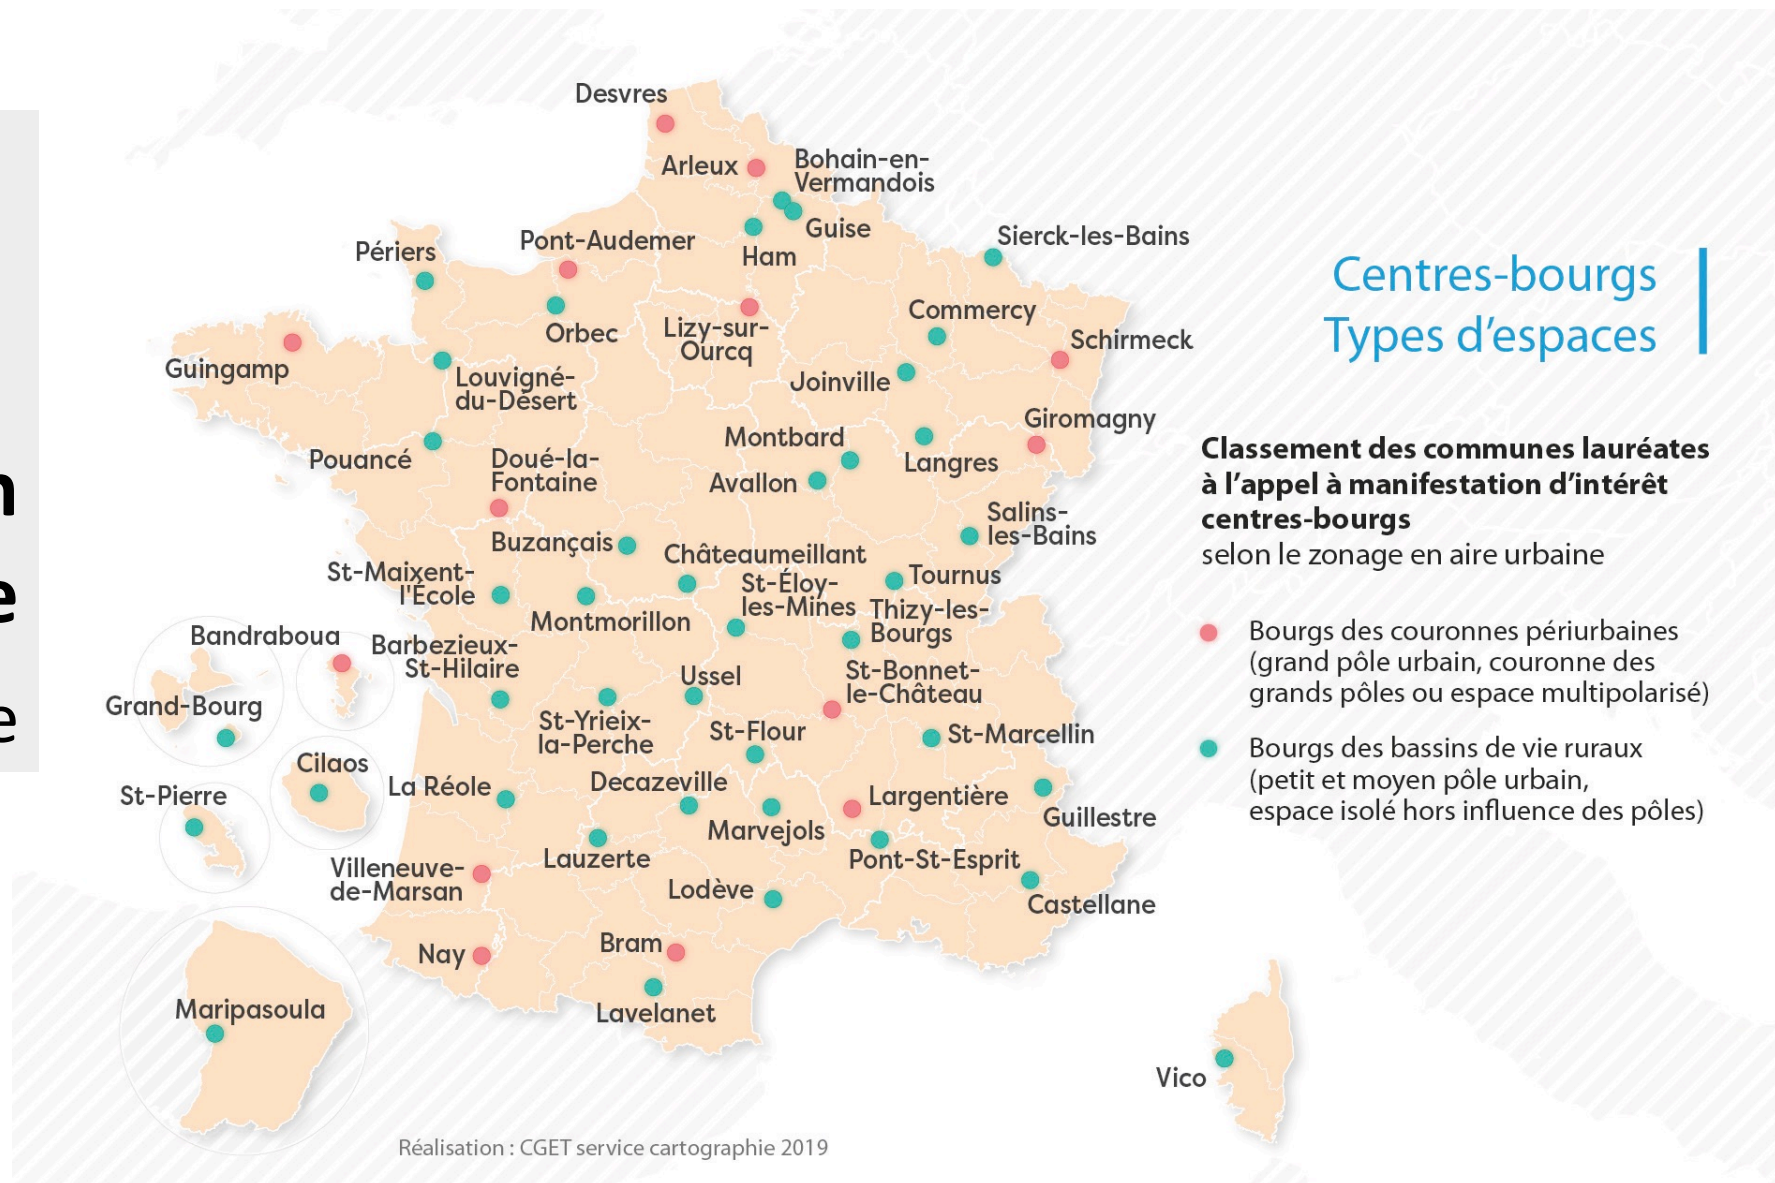 Desvres
Arleux
Bohain-en-
Vermandois
Guise
Ham
Sierck-les-Bains
Périers
Pont-Audemer
Orbec
Lizy-sur-
Ourcq
Commercy
Schirmeck
Guingamp
Louvigné-
du-Désert
Joinville
Giromagny
Pouancé
Doué-la-
Fontaine
Montbard
Avallon
Langres
Salins-
les-Bains
Buzançais
Châteaumeillant
St-Maixent-
l'École
Montmorillon
St-Éloy-
les-Mines
Tournus
Thizy-les-
Bourgs
Bandraboua
Barbezieux-
St-Hilaire
Grand-Bourg
Ussel
St-Bonnet-
le-Château
St-Yrieix-
la-Perche
St-Flour
St-Marcellin
Cilaos
La Réole
Decazeville
St-Pierre
Marvejols
Largentière
Guillestre
Lauzerte
Pont-St-Esprit
Villeneuve-
de-Marsan
Lodève
Castellane
Nay
Bram
Lavelanet
Maripasoula
Vico
Centres-bourgs
Types d’espaces
Classement des communes lauréates
à l’appel à manifestation d’intérêt
centres-bourgs
selon le zonage en aire urbaine
Bourgs des couronnes périurbaines
(grand pôle urbain, couronne des
grands pôles ou espace multipolarisé)
Bourgs des bassins de vie ruraux
(petit et moyen pôle urbain,
espace isolé hors influence des pôles)
Réalisation : CGET service cartographie 2019